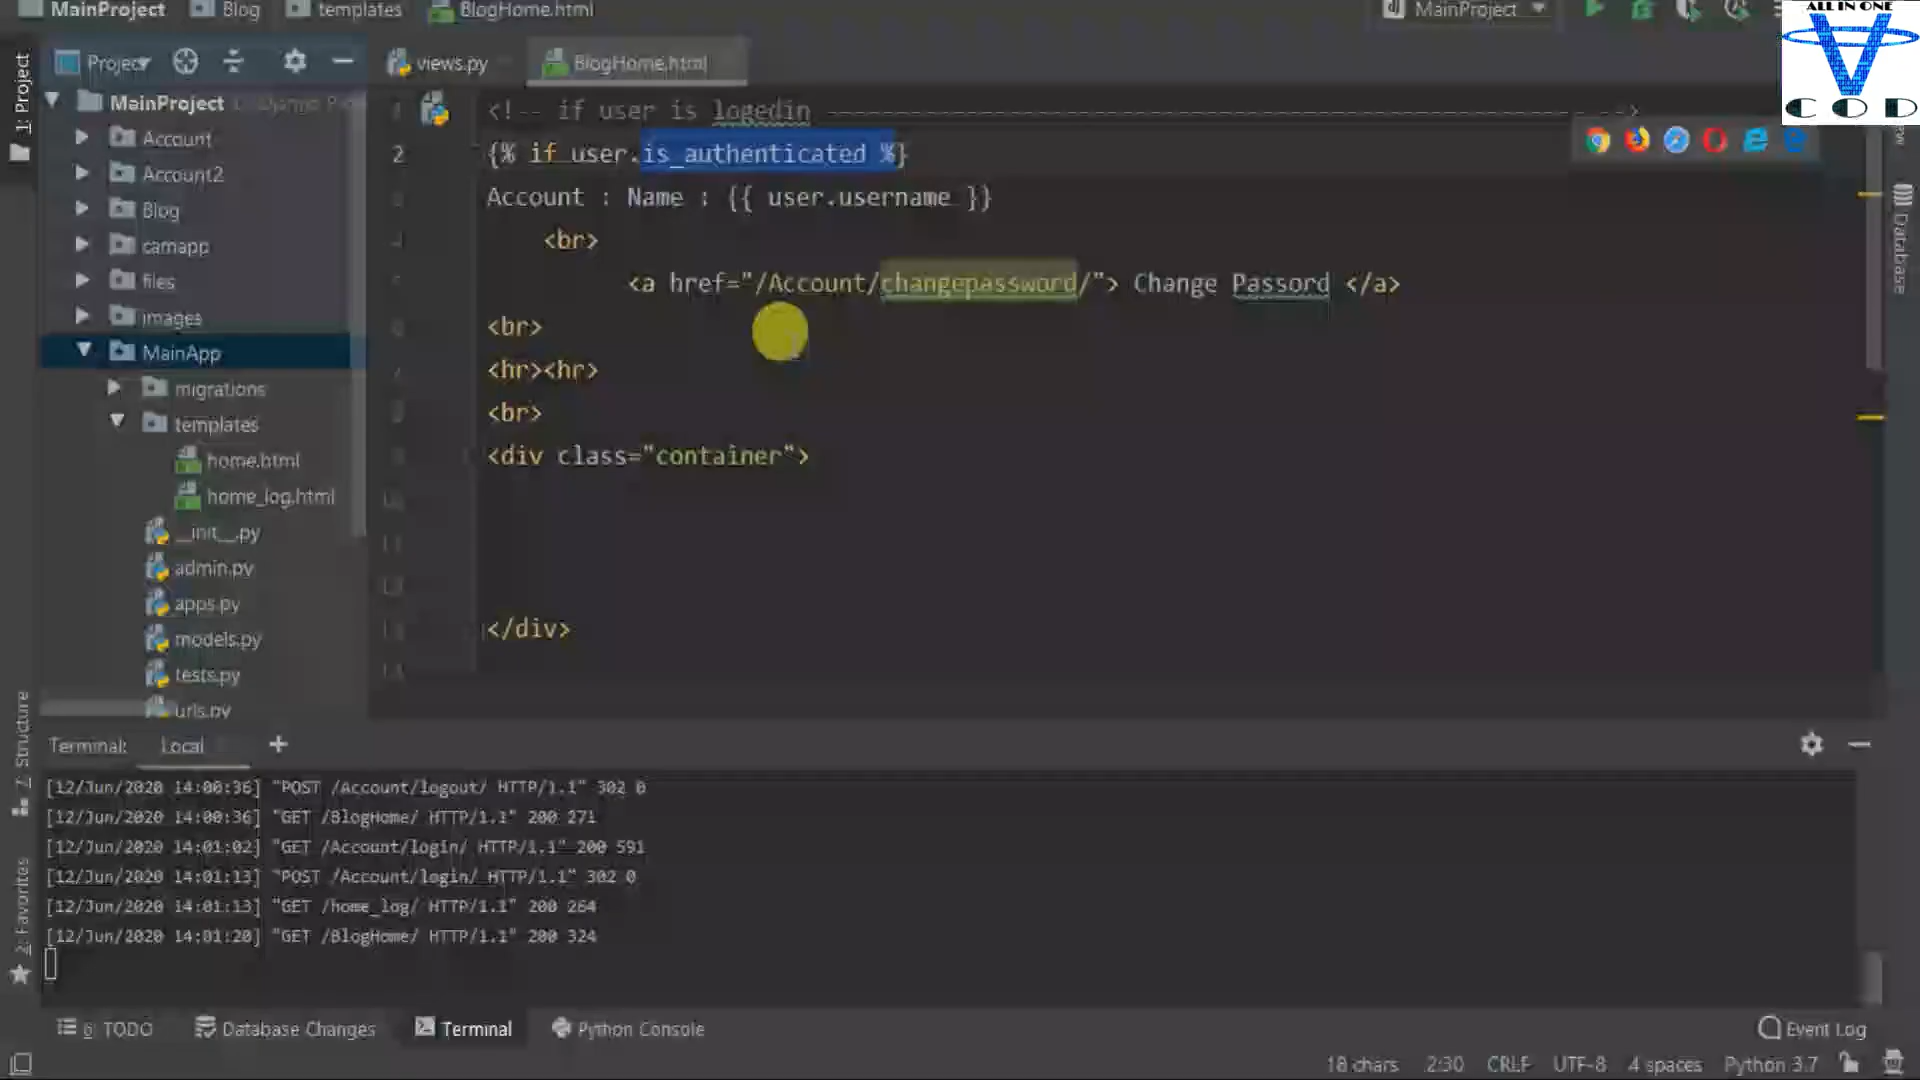 MainProject Blog templates BlogHome.html MainProject
ALL IN ONE
COD
1: Project
Project
views.py
BlogHome.html
MainProject
Account
Account2
Blog
camapp
files
images
MainApp
migrations
templates
home.html
home_log.html
__init__.py
admin.py
apps.py
models.py
tests.py
urls.py
1 <!-- if user is logedin
2 {% if user.is_authenticated %}
Account : Name : {{ user.username }}
<br>
<a href="/Account/changepassword/"> Change Passord </a>
<br>
<hr><hr>
<br>
<div class="container">
</div>
Database
7: Structure
2: Favorites
Terminal: Local +
[12/Jun/2020 14:00:36] "POST /Account/logout/ HTTP/1.1" 302 0
[12/Jun/2020 14:00:36] "GET /BlogHome/ HTTP/1.1" 200 271
[12/Jun/2020 14:01:02] "GET /Account/login/ HTTP/1.1" 200 591
[12/Jun/2020 14:01:13] "POST /Account/login/ HTTP/1.1" 302 0
[12/Jun/2020 14:01:13] "GET /home_log/ HTTP/1.1" 200 264
[12/Jun/2020 14:01:20] "GET /BlogHome/ HTTP/1.1" 200 324
6: TODO Database Changes Terminal Python Console Event Log
18 chars 2:30 CRLF UTF-8 4 spaces Python 3.7